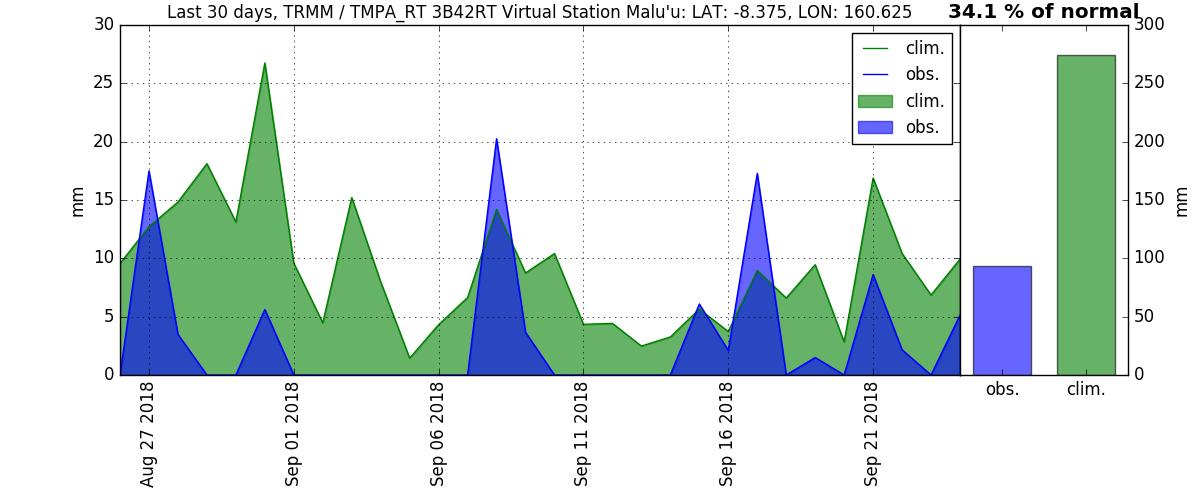 Last 30 days, TRMM / TMPA_RT 3B42RT Virtual Station Malu'u: LAT: -8.375, LON: 160.625
34.1 % of normal
30
25
20
15
10
5
0
mm
clim.
obs.
clim.
obs.
300
250
200
150
100
50
0
mm
Aug 27 2018
Sep 01 2018
Sep 06 2018
Sep 11 2018
Sep 16 2018
Sep 21 2018
obs.
clim.